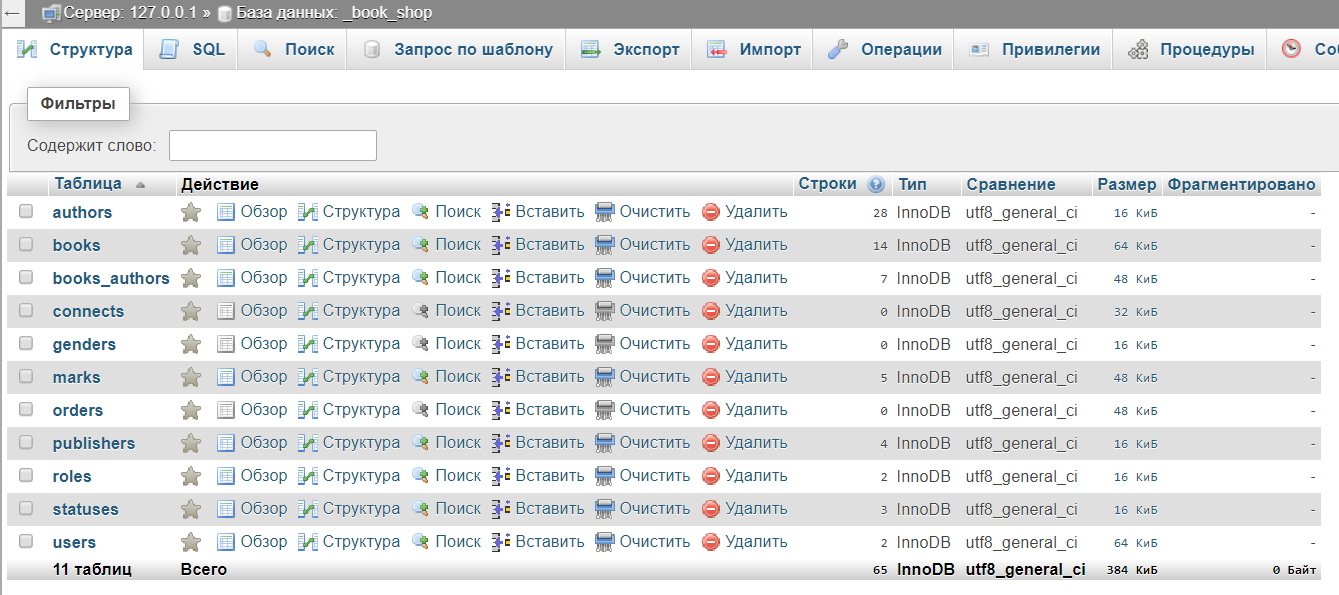 ← Сервер: 127.0.0.1 » База данных: _book_shop
Структура SQL Поиск Запрос по шаблону Экспорт Импорт Операции Привилегии Процедуры Соб
Фильтры
Содержит слово:
Таблица Действие Строки Тип Сравнение Размер Фрагментировано
authors Обзор Структура Поиск Вставить Очистить Удалить 28 InnoDB utf8_general_ci 16 КиБ -
books Обзор Структура Поиск Вставить Очистить Удалить 14 InnoDB utf8_general_ci 64 КиБ -
books_authors Обзор Структура Поиск Вставить Очистить Удалить 7 InnoDB utf8_general_ci 48 КиБ -
connects Обзор Структура Поиск Вставить Очистить Удалить 0 InnoDB utf8_general_ci 32 КиБ -
genders Обзор Структура Поиск Вставить Очистить Удалить 0 InnoDB utf8_general_ci 16 КиБ -
marks Обзор Структура Поиск Вставить Очистить Удалить 5 InnoDB utf8_general_ci 48 КиБ -
orders Обзор Структура Поиск Вставить Очистить Удалить 0 InnoDB utf8_general_ci 48 КиБ -
publishers Обзор Структура Поиск Вставить Очистить Удалить 4 InnoDB utf8_general_ci 16 КиБ -
roles Обзор Структура Поиск Вставить Очистить Удалить 2 InnoDB utf8_general_ci 16 КиБ -
statuses Обзор Структура Поиск Вставить Очистить Удалить 3 InnoDB utf8_general_ci 16 КиБ -
users Обзор Структура Поиск Вставить Очистить Удалить 2 InnoDB utf8_general_ci 64 КиБ -
11 таблиц Всего 65 InnoDB utf8_general_ci 384 КиБ 0 Байт